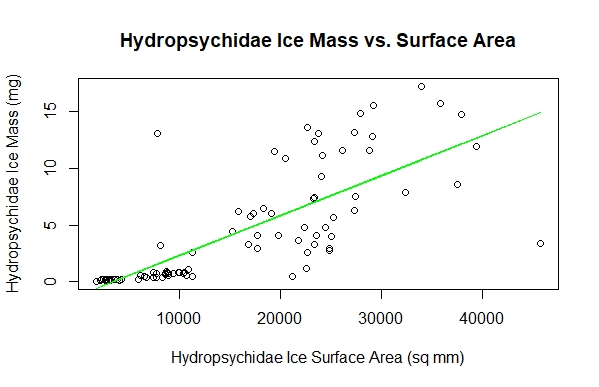 Hydropsychidae Ice Mass vs. Surface Area
Hydropsychidae Ice Mass (mg)
15
10
5
0
10000 20000 30000 40000
Hydropsychidae Ice Surface Area (sq mm)